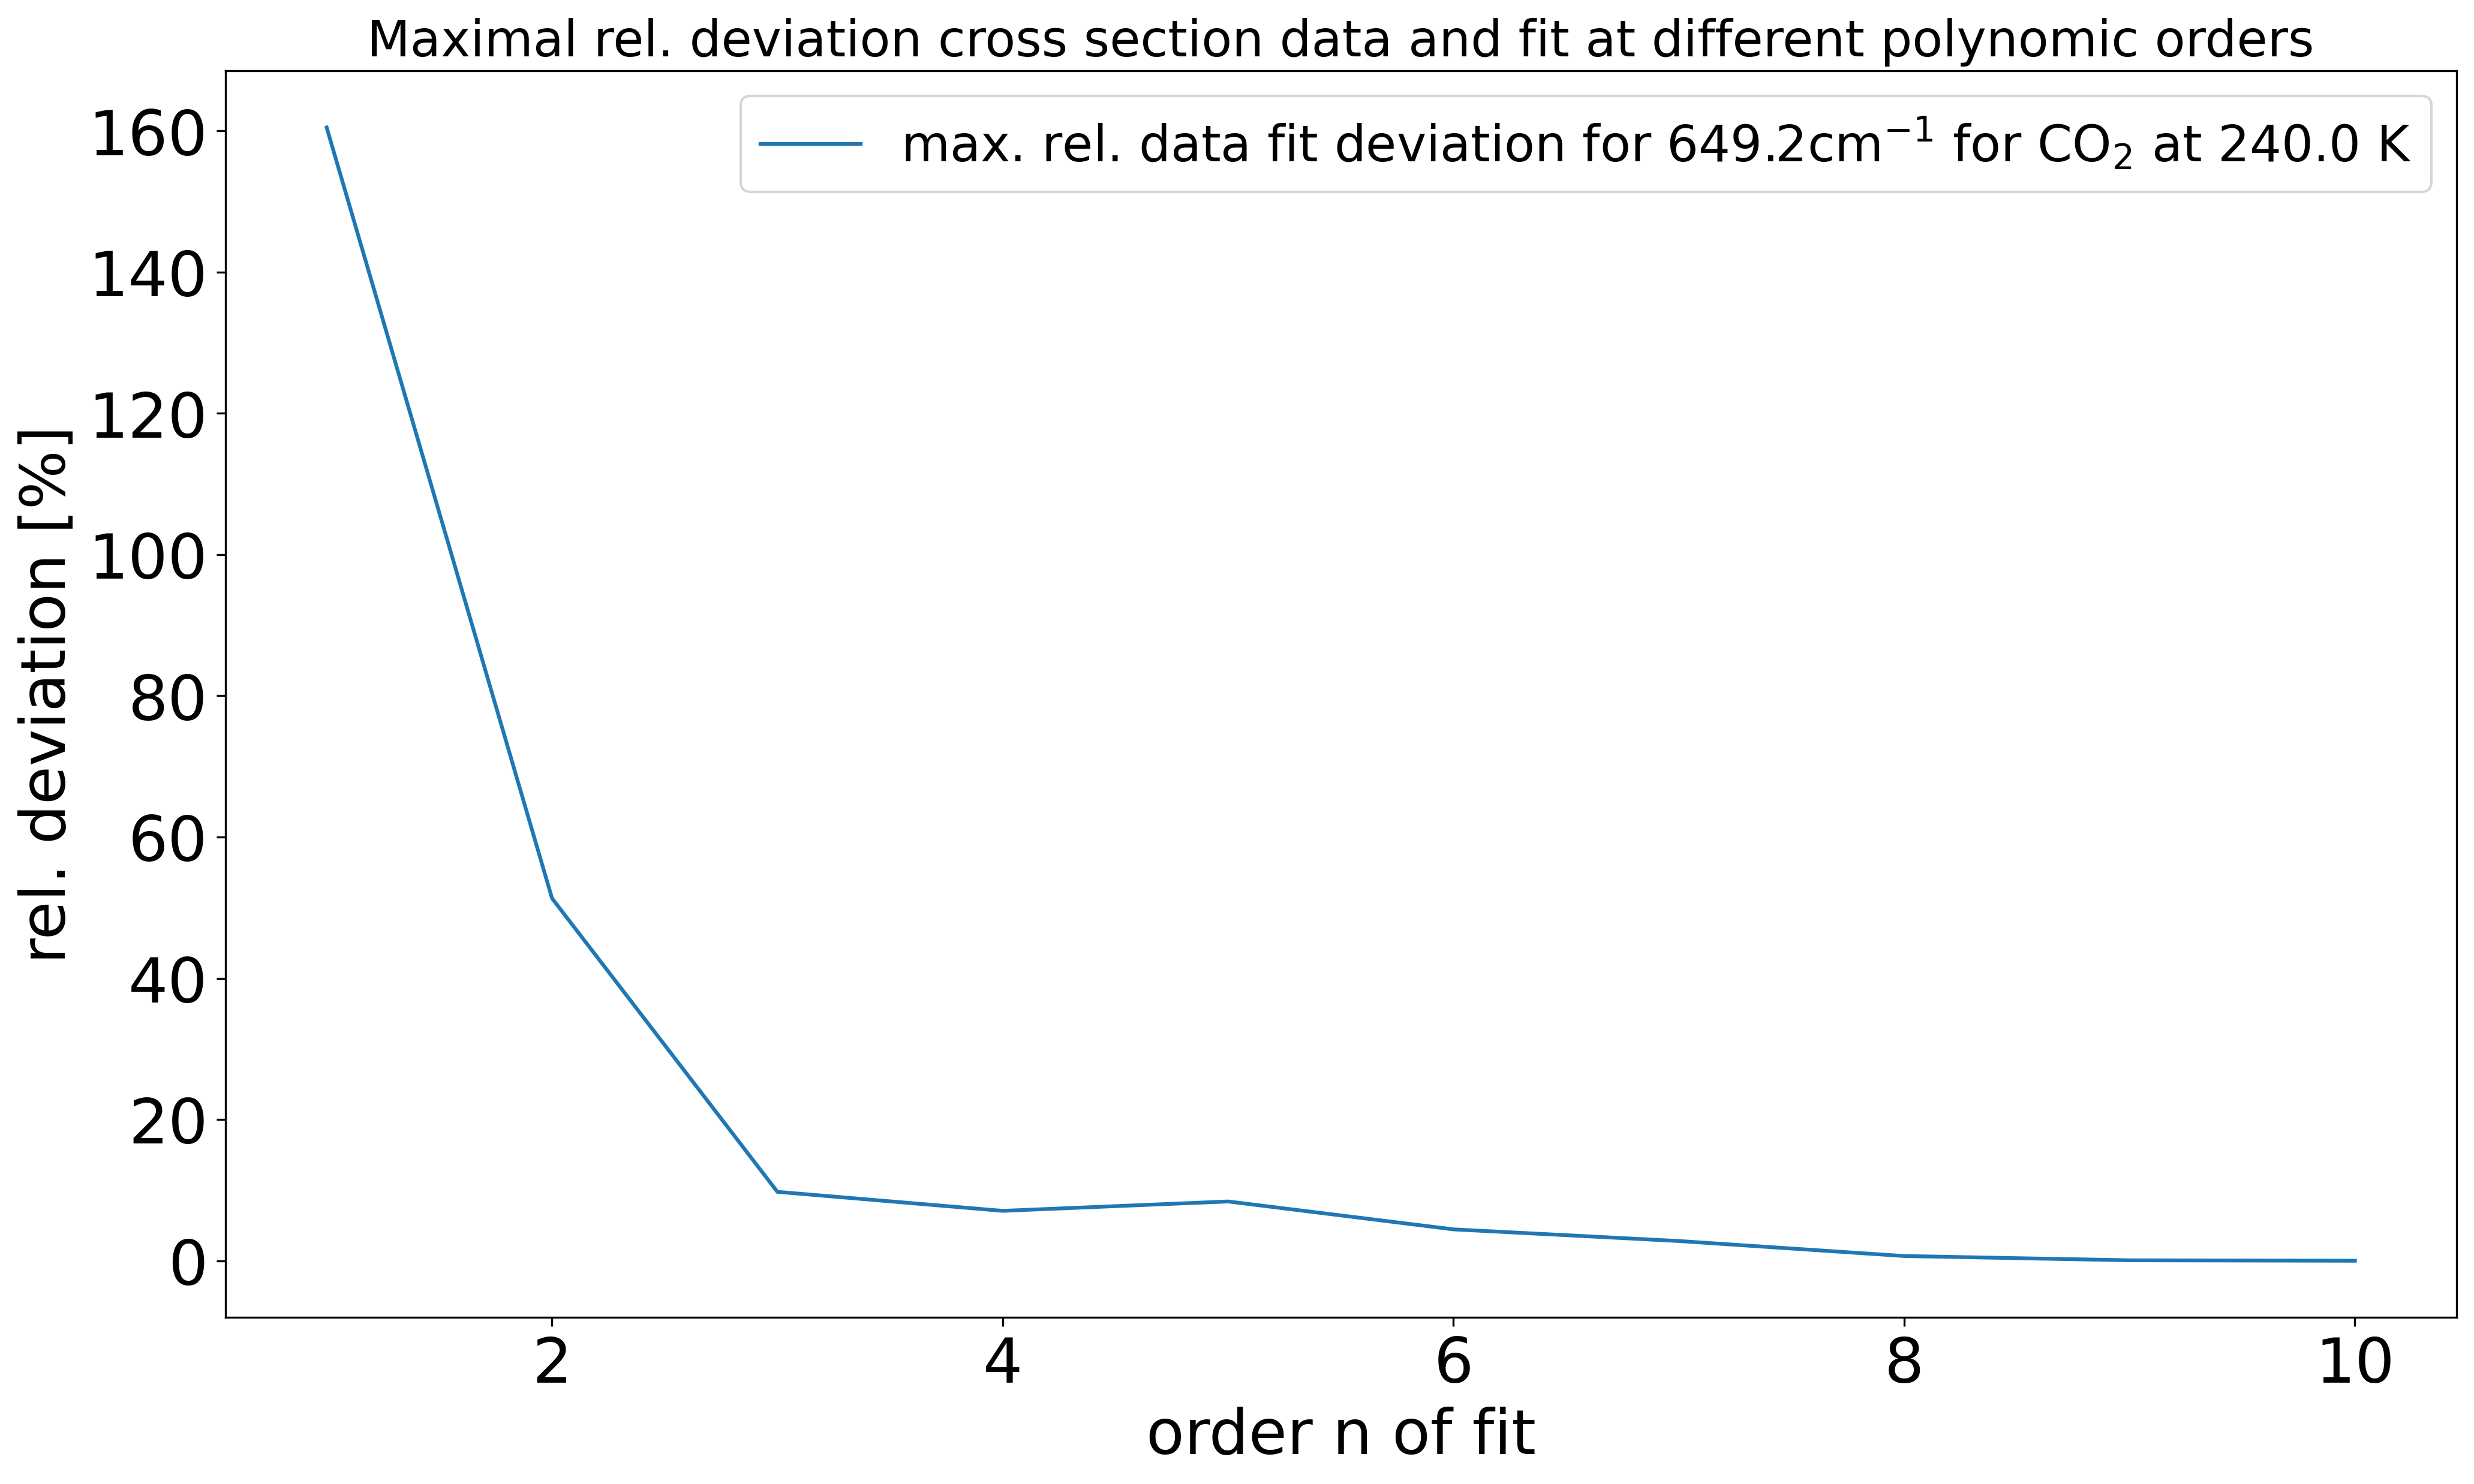 Maximal rel. deviation cross section data and fit at different polynomic orders
max. rel. data fit deviation for 649.2cm⁻¹ for CO₂ at 240.0 K
rel. deviation [%]
160
140
120
100
80
60
40
20
0
2 4 6 8 10
order n of fit